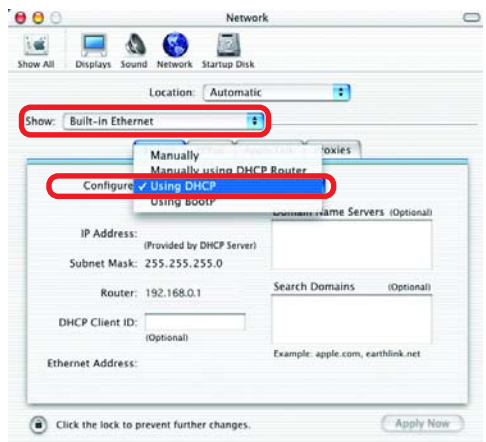 Network
Show All Displays Sound Network Startup Disk
Location: Automatic
Show: Built-in Ethernet
Proxies
Manually
Manually using DHCP Router
Configure ✓ Using DHCP
Using BootP
Domain Name Servers (Optional)
IP Address:
(Provided by DHCP Server)
Subnet Mask: 255.255.255.0
Router: 192.168.0.1
Search Domains (Optional)
DHCP Client ID:
(Optional)
Example: apple.com, earthlink.net
Ethernet Address:
Click the lock to prevent further changes.
Apply Now